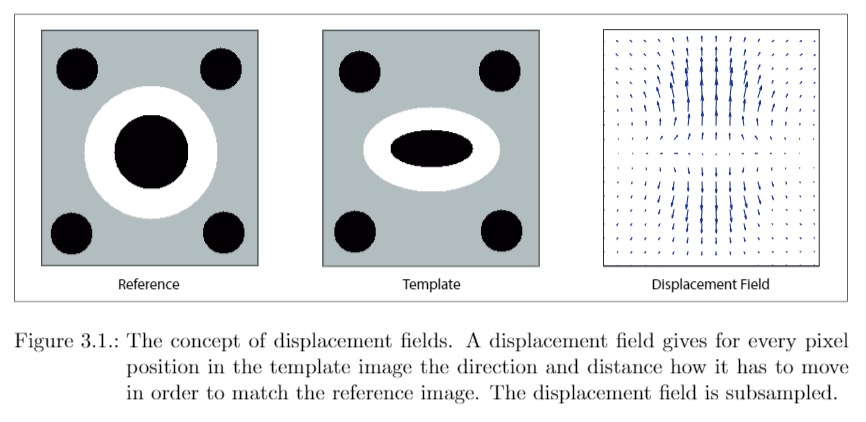 Reference
Template
Displacement Field
Figure 3.1.: The concept of displacement fields. A displacement field gives for every pixel
position in the template image the direction and distance how it has to move
in order to match the reference image. The displacement field is subsampled.